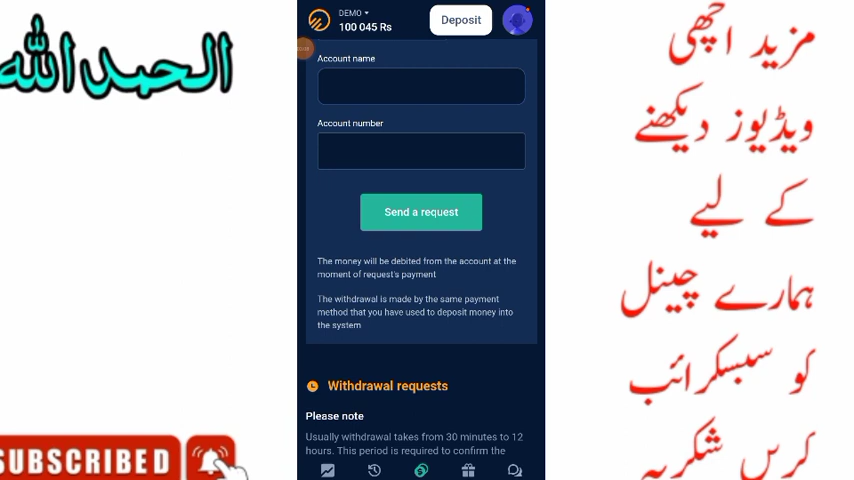 الحمداللہ
DEMO
100 045 Rs
Deposit
Account name
Account number
Send a request
The money will be debited from the account at the
moment of request's payment
The withdrawal is made by the same payment
method that you have used to deposit money into
the system
Withdrawal requests
Please note
Usually withdrawal takes from 30 minutes to 12
hours. This period is required to confirm the
مزید اچھی
ویڈیوز دیکھنے
کے لیے
ہمارے چینل
کو سبسکرائب
کریں شکریہ
SUBSCRIBED